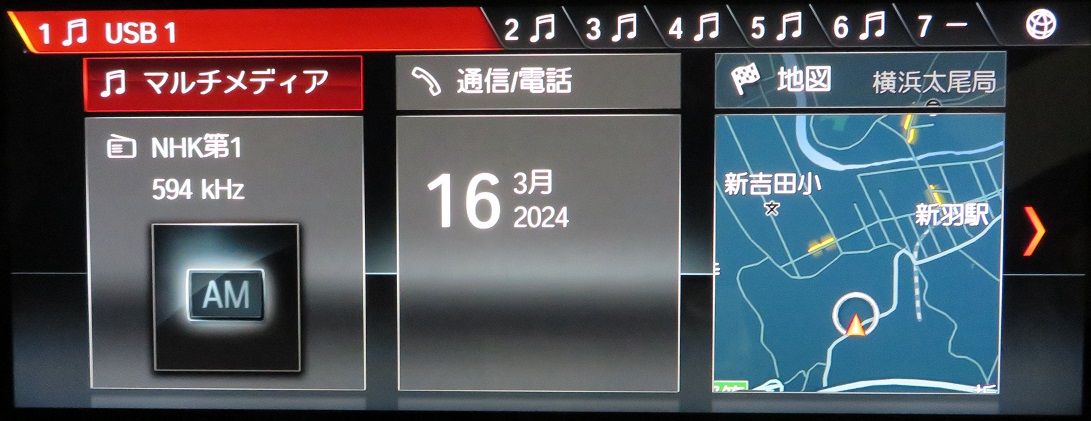 1 USB 1 2 3 4 5 6 7 –
マルチメディア
NHK第1
594 kHz
AM
通信/電話
16 3月
2024
地図 横浜太尾局
新吉田小
文
新羽駅